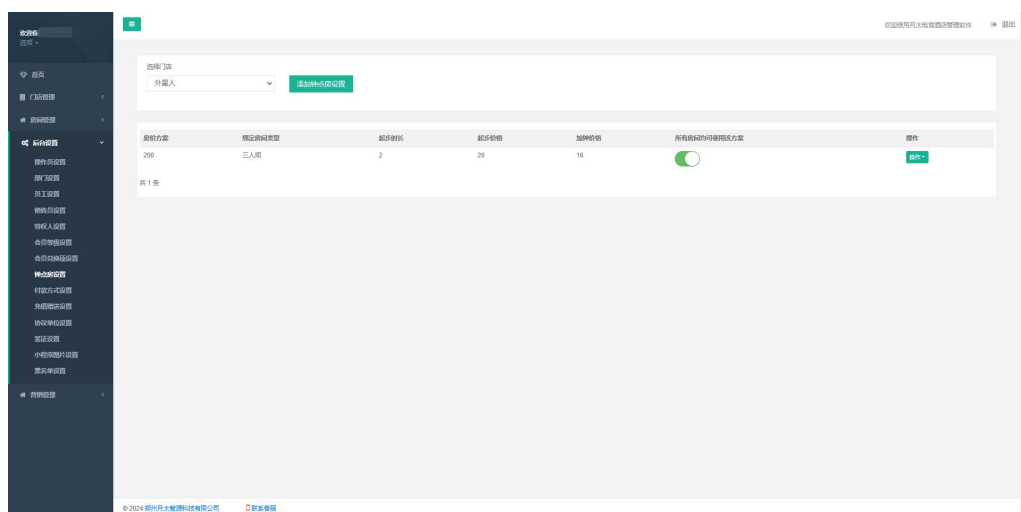 欢迎你
选项
欢迎使用月太电竞酒店管理软件
退出
首页
门店管理
房间管理
后台设置
操作员设置
部门设置
员工设置
销售员设置
特权人设置
会员等级设置
会员兑换项设置
钟点房设置
付款方式设置
充值赠送设置
协议单位设置
签证设置
小程序图片设置
黑名单设置
营销管理
选择门店
外星人
添加钟点房设置
房价方案 绑定房间类型 起步时长 起步价格 加钟价格 所有房间均可使用该方案 操作
200 三人间 2 20 16 操作
共 1 条
© 2024 郑州月太智源科技有限公司 联系客服